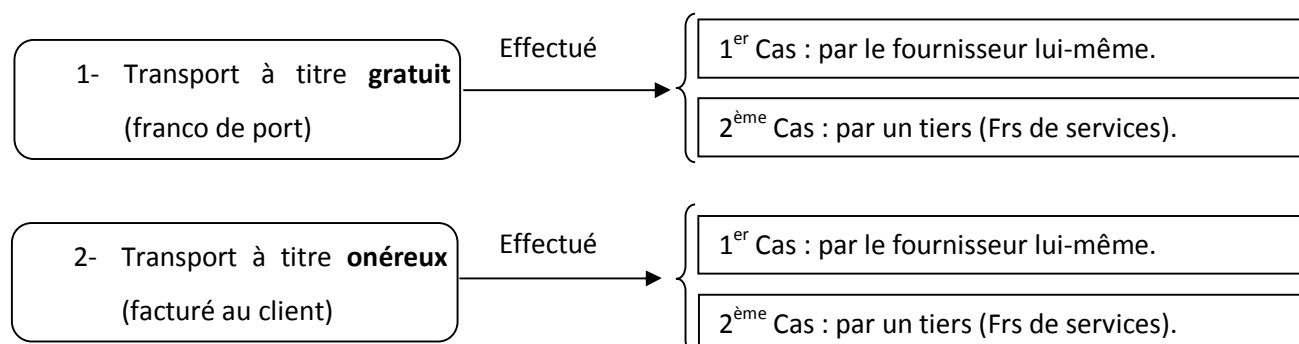 1- Transport à titre gratuit
(franco de port)
Effectué
1er Cas : par le fournisseur lui-même.
2ème Cas : par un tiers (Frs de services).
2- Transport à titre onéreux
(facturé au client)
Effectué
1er Cas : par le fournisseur lui-même.
2ème Cas : par un tiers (Frs de services).